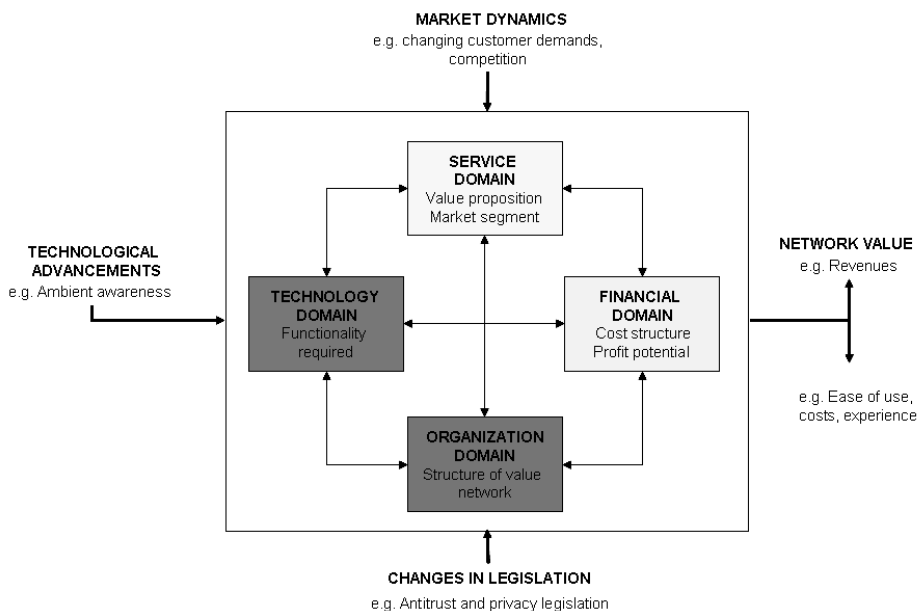 MARKET DYNAMICS
e.g. changing customer demands,
competition
SERVICE
DOMAIN
Value proposition
Market segment
TECHNOLOGICAL
ADVANCEMENTS
e.g. Ambient awareness
TECHNOLOGY
DOMAIN
Functionality
required
FINANCIAL
DOMAIN
Cost structure
Profit potential
NETWORK VALUE
e.g. Revenues
e.g. Ease of use,
costs, experience
ORGANIZATION
DOMAIN
Structure of value
network
CHANGES IN LEGISLATION
e.g. Antitrust and privacy legislation